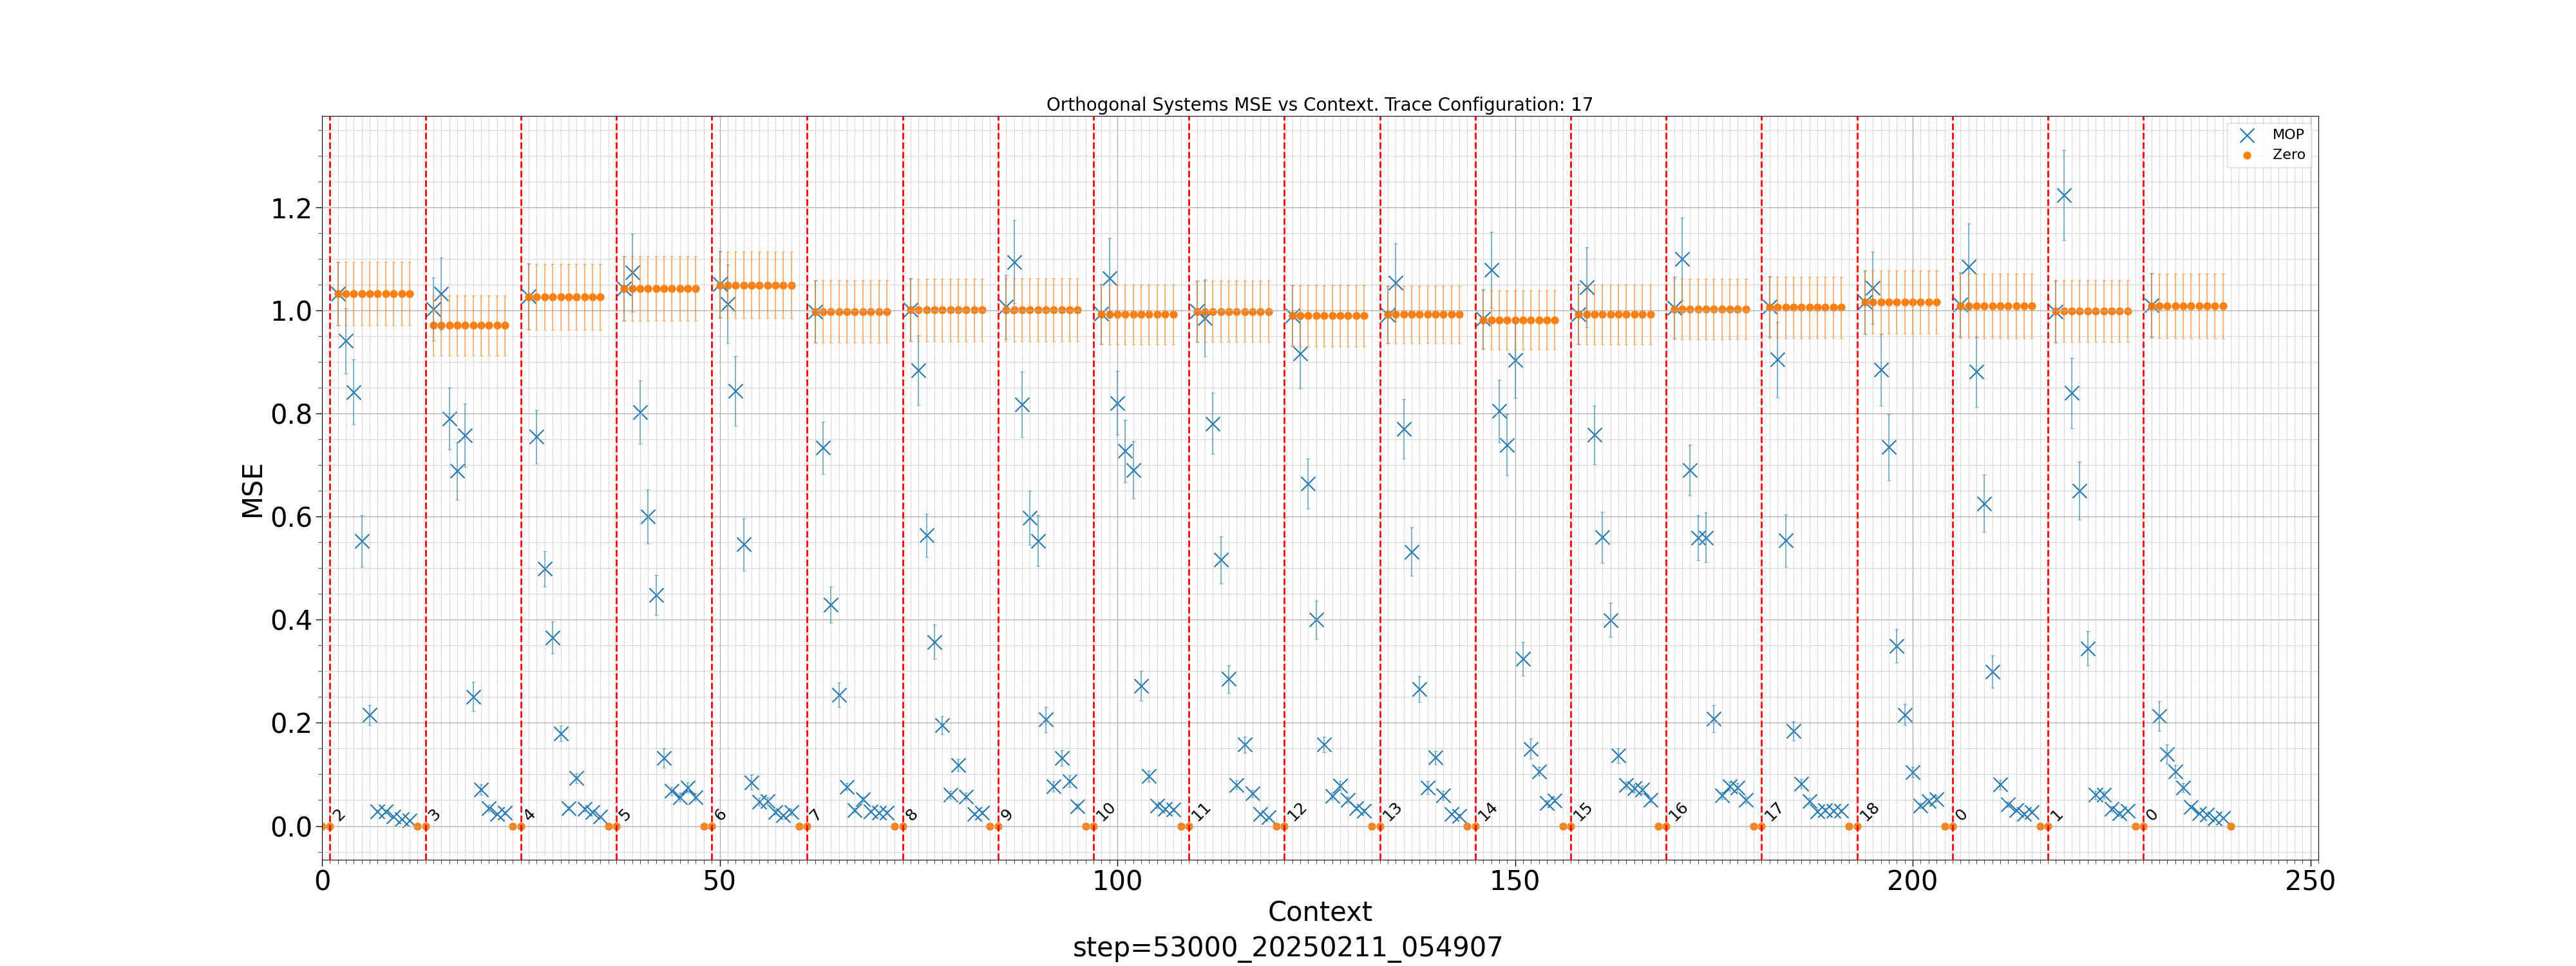 Orthogonal Systems MSE vs Context. Trace Configuration: 17
MOP
Zero
MSE
1.2
1.0
0.8
0.6
0.4
0.2
0.0
2 3 4 5 6 7 8 9 10 11 12 13 14 15 16 17 18 0 1 0
0 50 100 150 200 250
Context
step=53000_20250211_054907